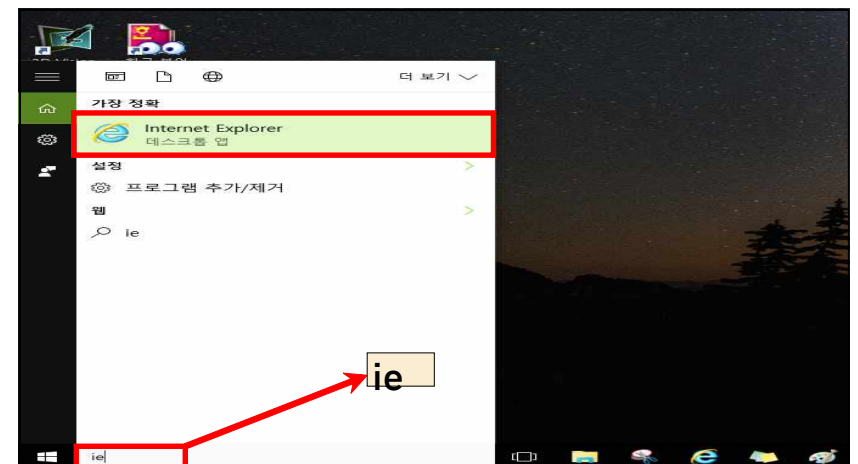 더 보기
가장 정확
Internet Explorer
데스크톱 앱
설정
프로그램 추가/제거
웹
ie
ie
ie